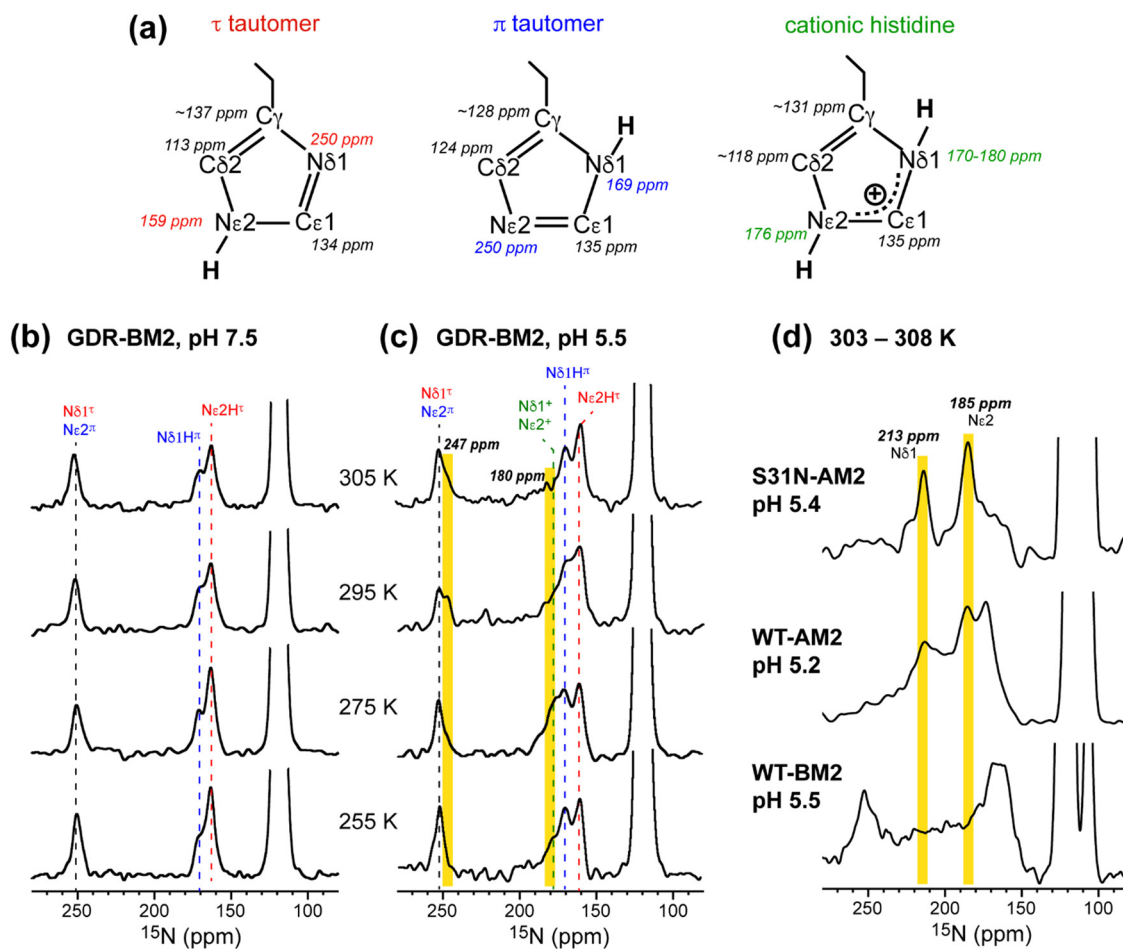 (a) τ tautomer π tautomer cationic histidine
~137 ppm Cγ
113 ppm 250 ppm
Cδ2 Nδ1
159 ppm Nε2 Cε1
H 134 ppm
~128 ppm Cγ H
124 ppm
Cδ2 Nδ1
169 ppm
Nε2 Cε1
250 ppm 135 ppm
~131 ppm Cγ H
~118 ppm Nδ1 170-180 ppm
Cδ2
⊕
Nε2 Cε1
176 ppm 135 ppm
H
(b) GDR-BM2, pH 7.5
Nδ1τ
Nε2π
Nδ1Hπ
Nε2Hτ
250 200 150 100
15N (ppm)
(c) GDR-BM2, pH 5.5
Nδ1Hπ
Nδ1τ
Nε2π
Nδ1+
Nε2+
Nε2Hτ
247 ppm
180 ppm
305 K
295 K
275 K
255 K
250 200 150 100
15N (ppm)
(d) 303 – 308 K
185 ppm
Nε2
213 ppm
Nδ1
S31N-AM2
pH 5.4
WT-AM2
pH 5.2
WT-BM2
pH 5.5
250 200 150 100
15N (ppm)